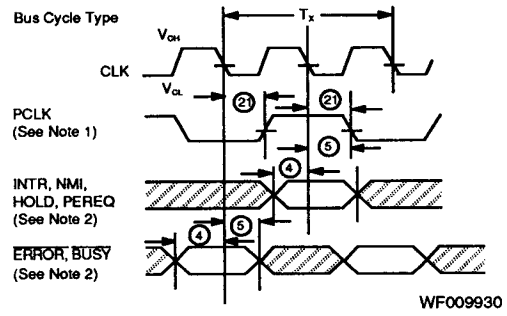 Bus Cycle Type
Tx
VCH
CLK
VCL
21
21
PCLK
(See Note 1)
5
4
INTR, NMI,
HOLD, PEREQ
(See Note 2)
4
5
ERROR, BUSY
(See Note 2)
WF009930